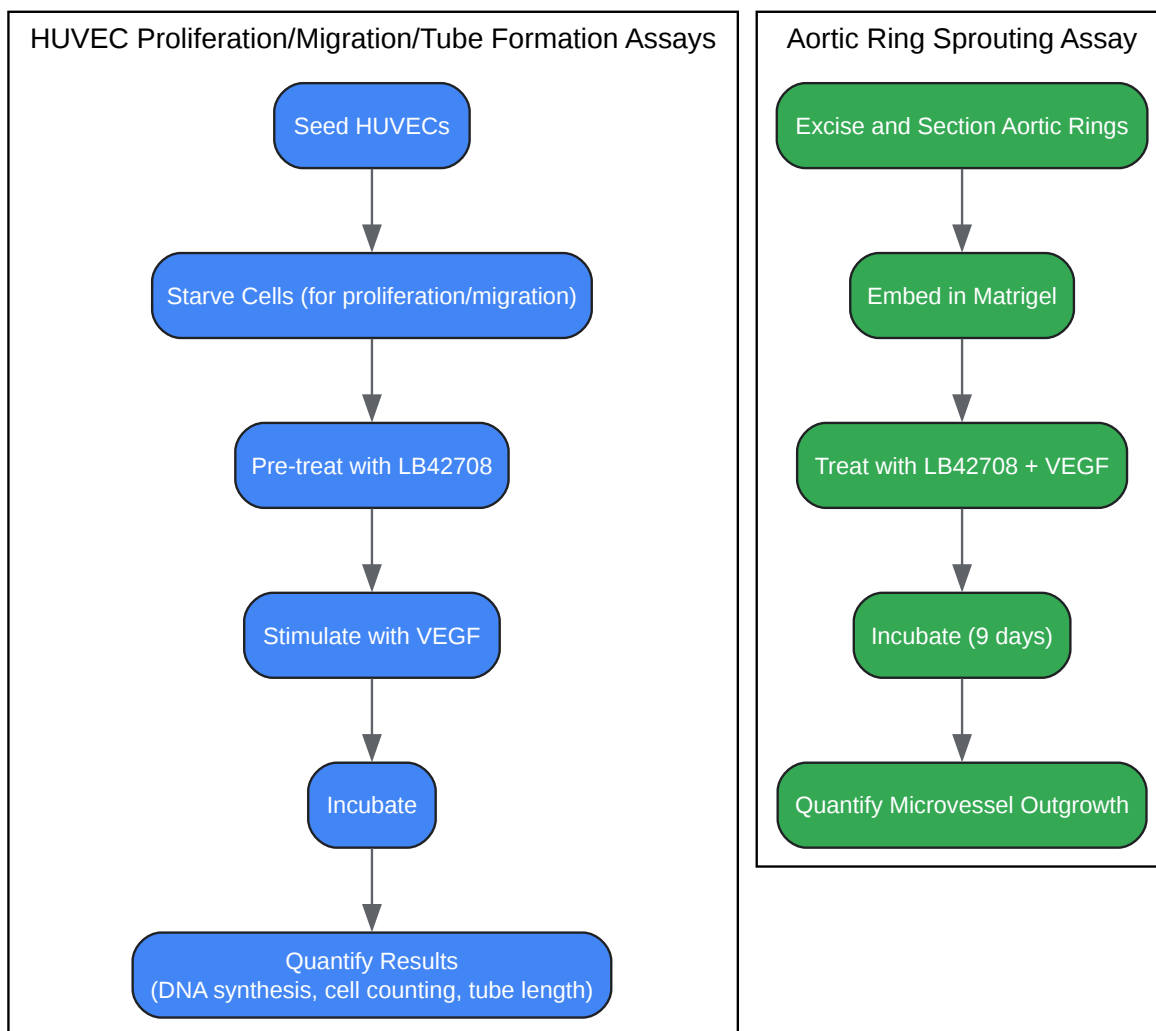 HUVEC Proliferation/Migration/Tube Formation Assays
Seed HUVECs
Starve Cells (for proliferation/migration)
Pre-treat with LB42708
Stimulate with VEGF
Incubate
Quantify Results
(DNA synthesis, cell counting, tube length)
Aortic Ring Sprouting Assay
Excise and Section Aortic Rings
Embed in Matrigel
Treat with LB42708 + VEGF
Incubate (9 days)
Quantify Microvessel Outgrowth